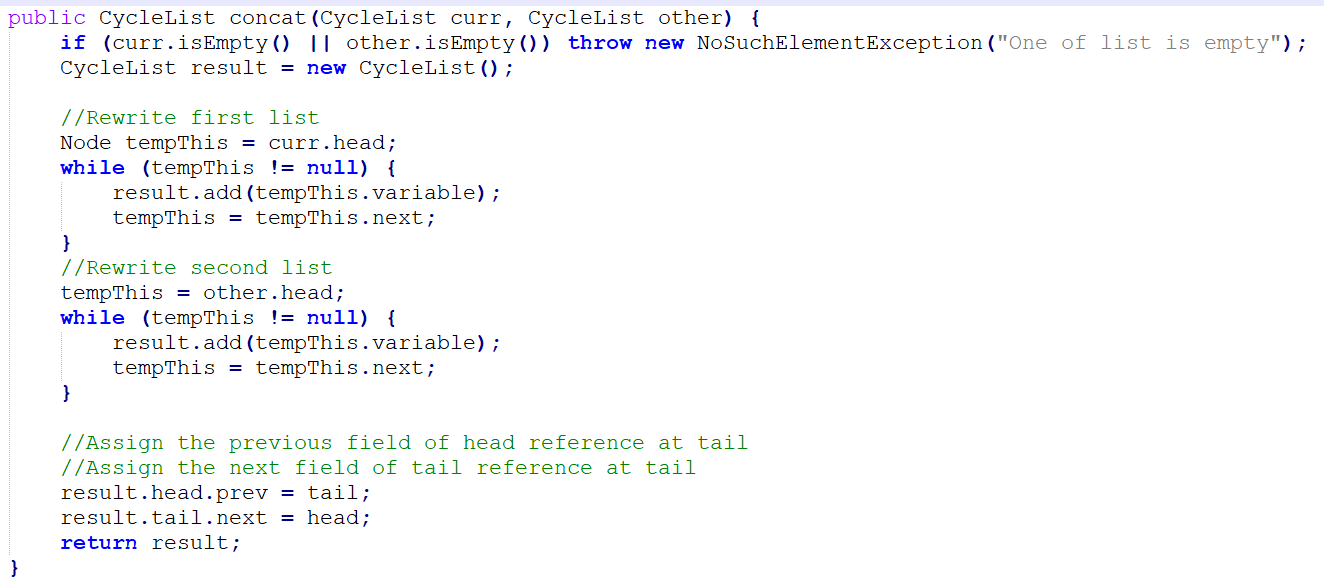 public CycleList concat(CycleList curr, CycleList other) {
    if (curr.isEmpty() || other.isEmpty()) throw new NoSuchElementException("One of list is empty");
    CycleList result = new CycleList();

    //Rewrite first list
    Node tempThis = curr.head;
    while (tempThis != null) {
        result.add(tempThis.variable);
        tempThis = tempThis.next;
    }
    //Rewrite second list
    tempThis = other.head;
    while (tempThis != null) {
        result.add(tempThis.variable);
        tempThis = tempThis.next;
    }

    //Assign the previous field of head reference at tail
    //Assign the next field of tail reference at tail
    result.head.prev = tail;
    result.tail.next = head;
    return result;
}